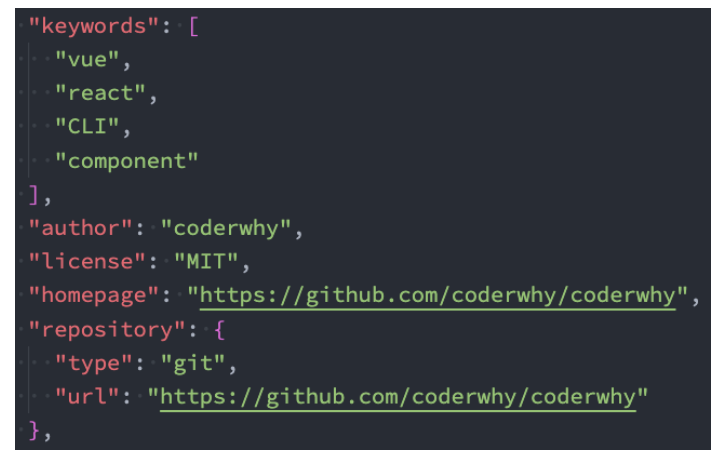 "keywords": [
"vue",
"react",
"CLI",
"component"
],
"author": "coderwhy",
"license": "MIT",
"homepage": "https://github.com/coderwhy/coderwhy",
"repository": {
"type": "git",
"url": "https://github.com/coderwhy/coderwhy"
},